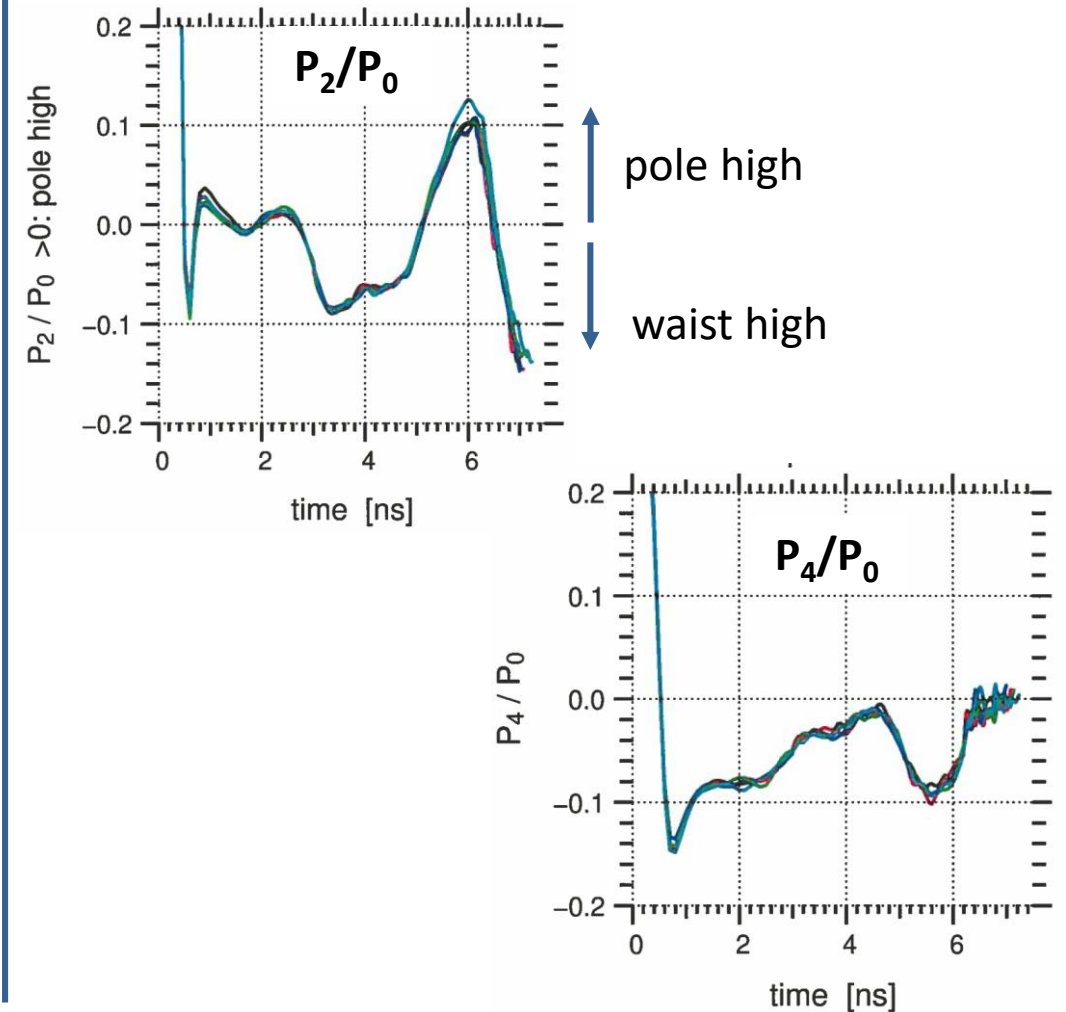 P₂/P₀
P₂ / P₀ >0: pole high
0.2
0.1
0.0
−0.1
−0.2
0 2 4 6
time [ns]
pole high
waist high
P₄/P₀
P₄ / P₀
0.2
0.1
0.0
−0.1
−0.2
0 2 4 6
time [ns]